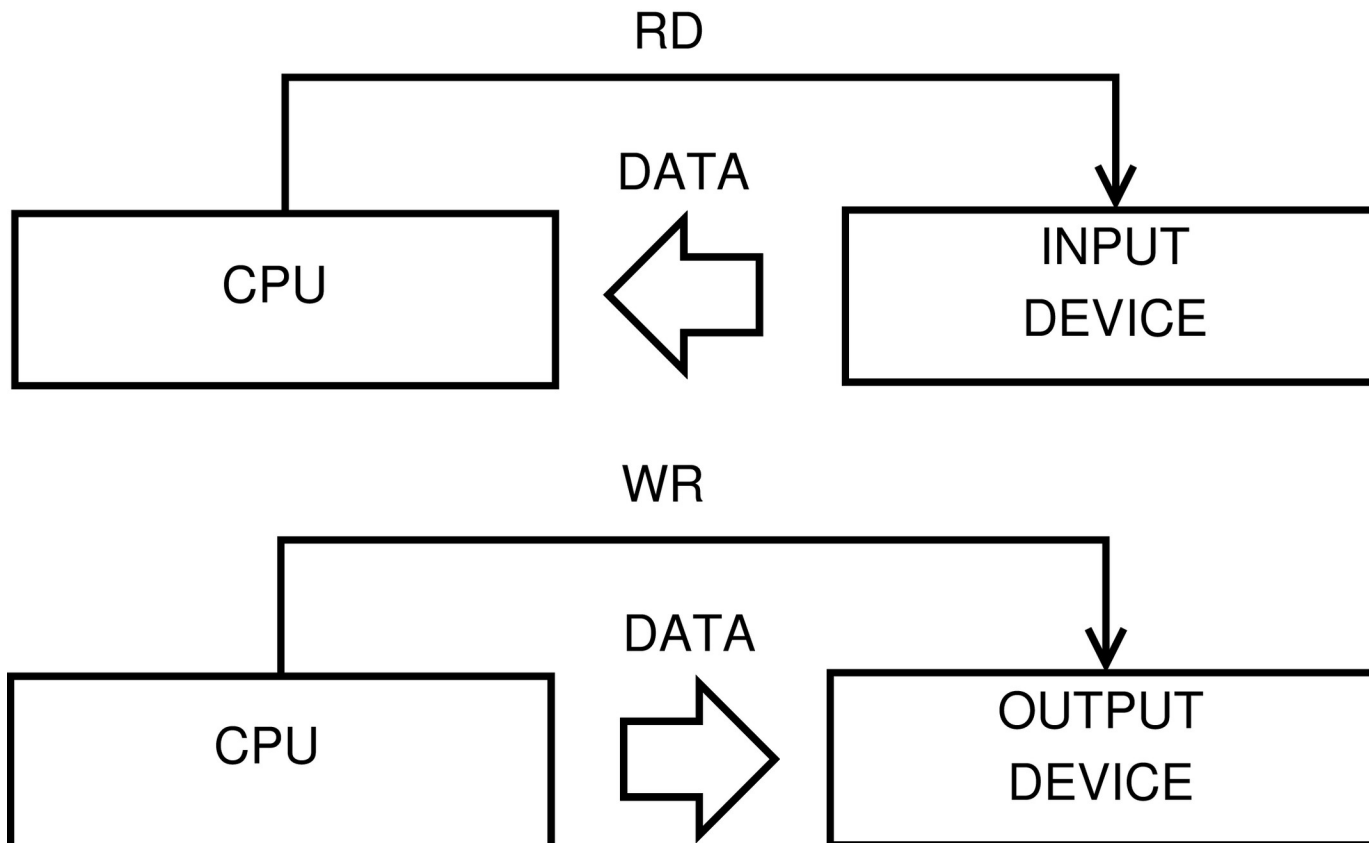 RD
DATA
CPU
INPUT
DEVICE
WR
DATA
CPU
OUTPUT
DEVICE